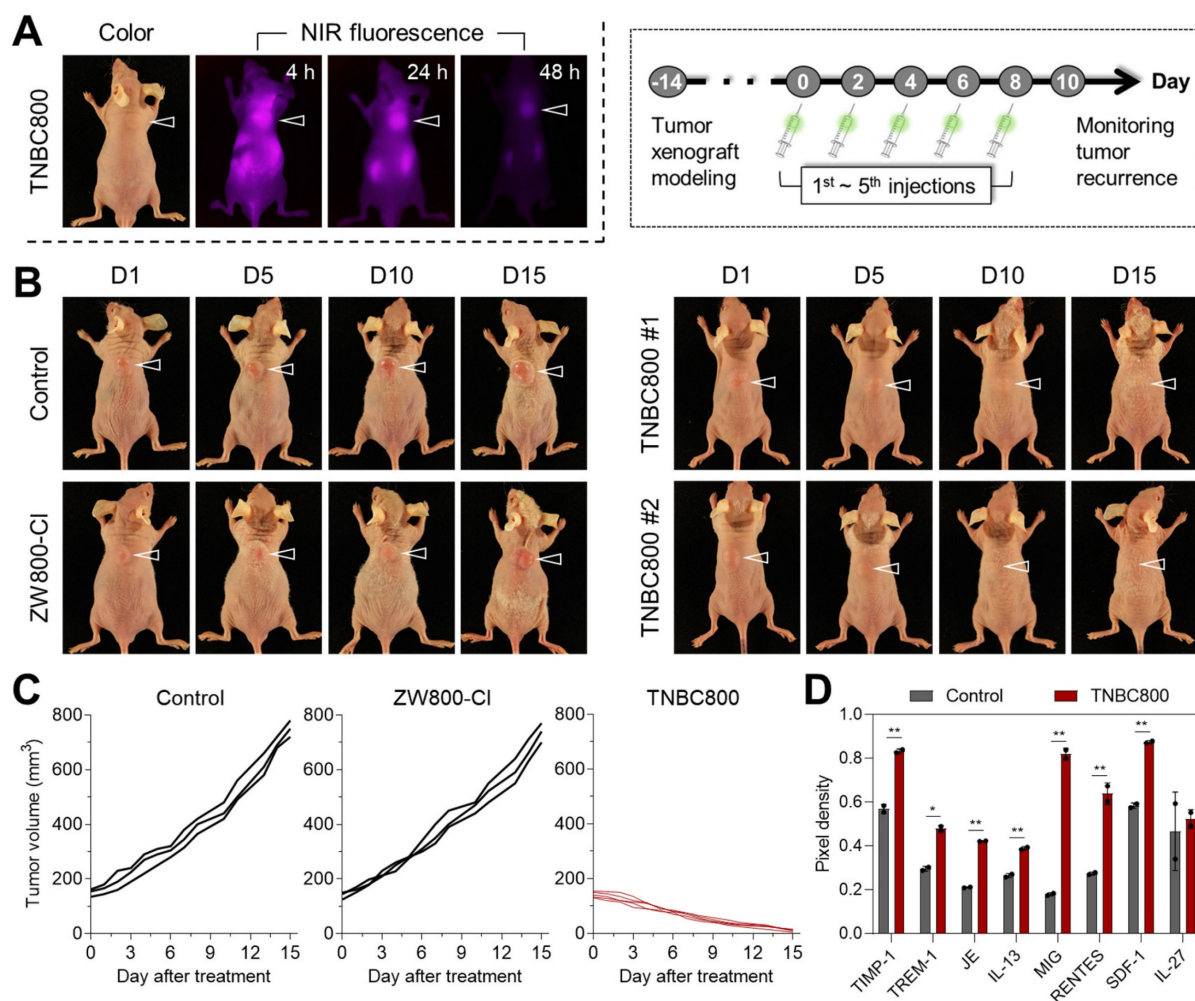 A
Color
NIR fluorescence
TNBC800
4 h
24 h
48 h
-14
0
2
4
6
8
10
Day
Tumor
xenograft
modeling
1st ~ 5th injections
Monitoring
tumor
recurrence
B
D1
D5
D10
D15
Control
ZW800-Cl
D1
D5
D10
D15
TNBC800 #1
TNBC800 #2
C
Control
ZW800-Cl
TNBC800
Tumor volume (mm3)
800
600
400
200
0
0
3
6
9
12
15
Day after treatment
800
600
400
200
0
0
3
6
9
12
15
Day after treatment
800
600
400
200
0
0
3
6
9
12
15
Day after treatment
D
Control
TNBC800
Pixel density
1.0
0.8
0.6
0.4
0.2
0.0
**
*
**
**
**
**
**
TIMP-1
TREM-1
JE
IL-13
MIG
RENTES
SDF-1
IL-27